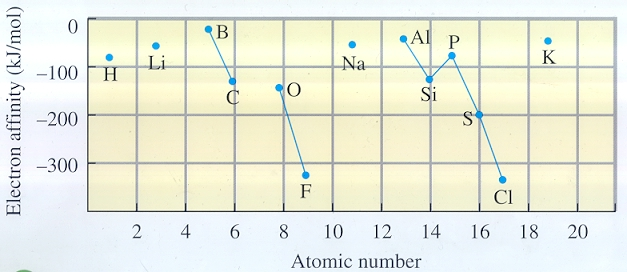 Electron affinity (kJ/mol)
0
–100
–200
–300
H
Li
B
C
O
F
Na
Al
Si
P
S
Cl
K
2 4 6 8 10 12 14 16 18 20
Atomic number